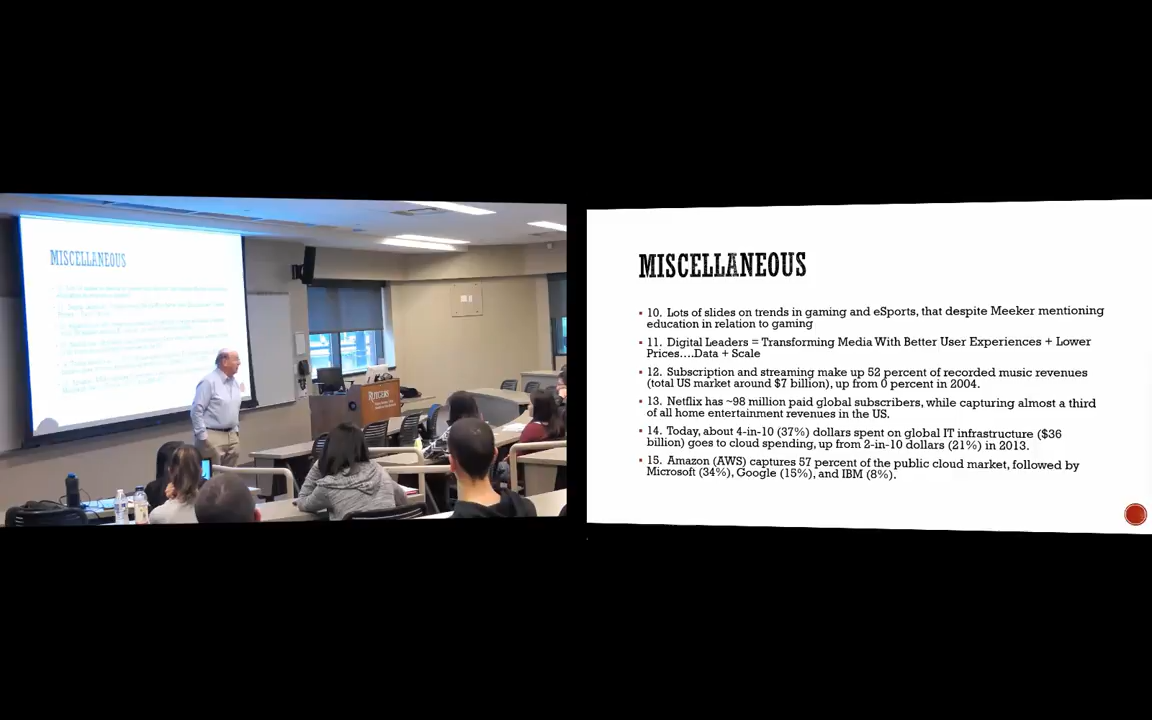 MISCELLANEOUS
RUTGERS
MISCELLANEOUS
10. Lots of slides on trends in gaming and eSports, that despite Meeker mentioning
education in relation to gaming
11. Digital Leaders = Transforming Media With Better User Experiences + Lower
Prices….Data + Scale
12. Subscription and streaming make up 52 percent of recorded music revenues
(total US market around $7 billion), up from 0 percent in 2004.
13. Netflix has ~98 million paid global subscribers, while capturing almost a third
of all home entertainment revenues in the US.
14. Today, about 4-in-10 (37%) dollars spent on global IT infrastructure ($36
billion) goes to cloud spending, up from 2-in-10 dollars (21%) in 2013.
15. Amazon (AWS) captures 57 percent of the public cloud market, followed by
Microsoft (34%), Google (15%), and IBM (8%).